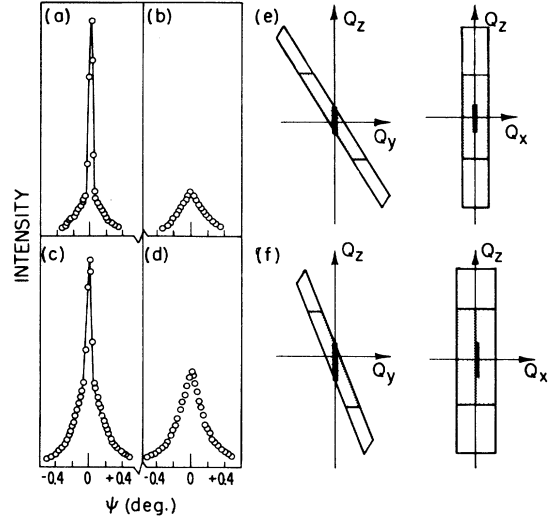 (a)
(b)
INTENSITY
(c)
(d)
-0.4 0 +0.4 -0.4 0 +0.4
ψ (deg.)
(e)
Qz
Qy
Qz
Qx
(f)
Qz
Qy
Qz
Qx